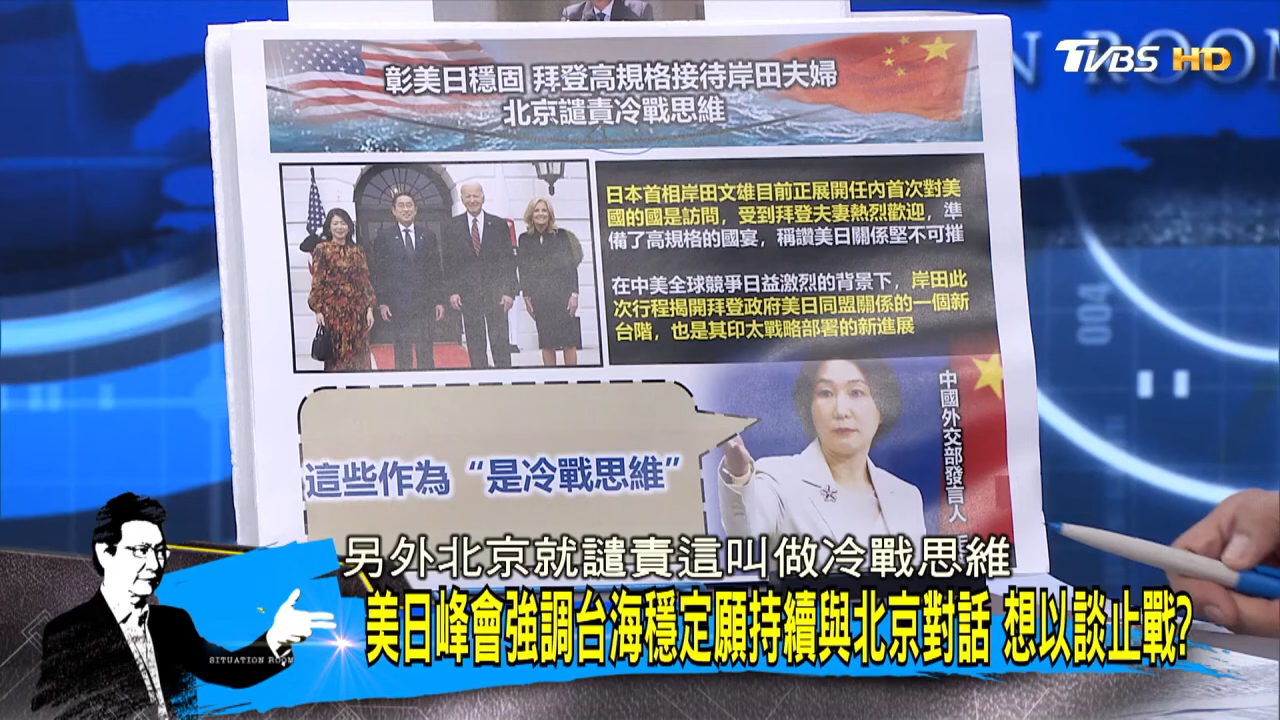 TVBS HD
N ROOM
彰美日穩固 拜登高規格接待岸田夫婦
北京譴責冷戰思維
日本首相岸田文雄目前正展開任內首次對美
國的國是訪問，受到拜登夫妻熱烈歡迎，準
備了高規格的國宴，稱讚美日關係堅不可摧
在中美全球競爭日益激烈的背景下，岸田此
次行程揭開拜登政府美日同盟關係的一個新
台階，也是其印太戰略部署的新進展
004
中國外交部發言人
這些作為“是冷戰思維”
另外北京就譴責這叫做冷戰思維
美日峰會強調台海穩定願持續與北京對話 想以談止戰?
SITUATION ROOM